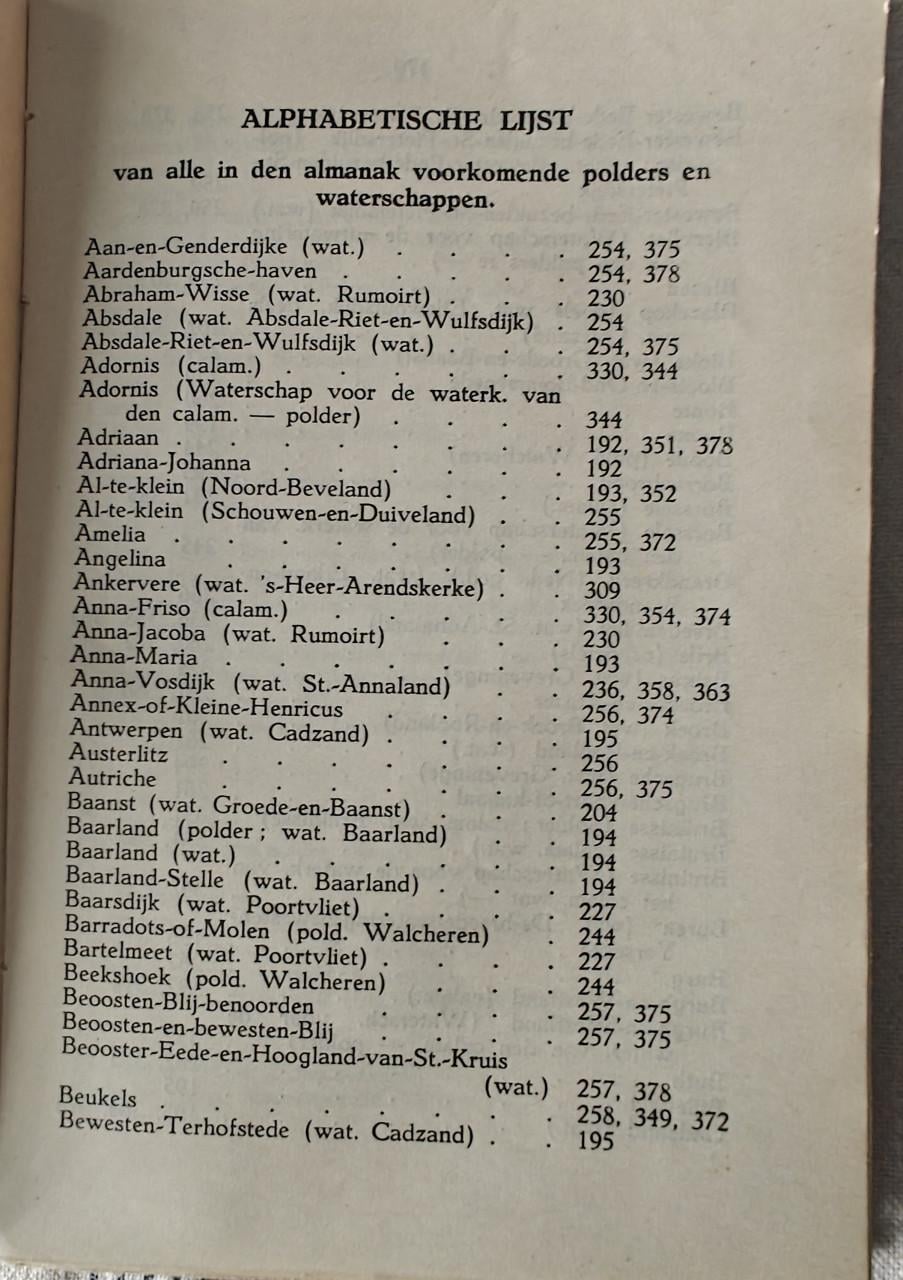 ALPHABETISCHE LIJST
van alle in den almanak voorkomende polders en
waterschappen.
Aan-en-Genderdijke (wat.) . . . . 254, 375
Aardenburgsche-haven . . . . . 254, 378
Abraham-Wisse (wat. Rumoirt) . . . 230
Absdale (wat. Absdale-Riet-en-Wulfsdijk) . 254
Absdale-Riet-en-Wulfsdijk (wat.) . . . 254, 375
Adornis (calam.) . . . . . . 330, 344
Adornis (Waterschap voor de waterk. van
den calam. — polder) . . . . 344
Adriaan . . . . . . . . 192, 351, 378
Adriana-Johanna . . . . . . 192
Al-te-klein (Noord-Beveland) . . . 193, 352
Al-te-klein (Schouwen-en-Duiveland) . . 255
Amelia . . . . . . . . 255, 372
Angelina . . . . . . . 193
Ankervere (wat. 's-Heer-Arendskerke) . . 309
Anna-Friso (calam.) . . . . . 330, 354, 374
Anna-Jacoba (wat. Rumoirt) . . . 230
Anna-Maria . . . . . . . 193
Anna-Vosdijk (wat. St.-Annaland) . . 236, 358, 363
Annex-of-Kleine-Henricus . . . . 256, 374
Antwerpen (wat. Cadzand) . . . . 195
Austerlitz . . . . . . . 256
Autriche . . . . . . . 256, 375
Baanst (wat. Groede-en-Baanst) . . . 204
Baarland (polder ; wat. Baarland) . . 194
Baarland (wat.) . . . . . . 194
Baarland-Stelle (wat. Baarland) . . . 194
Baarsdijk (wat. Poortvliet) . . . . 227
Barradots-of-Molen (pold. Walcheren) . 244
Bartelmeet (wat. Poortvliet) . . . . 227
Beekshoek (pold. Walcheren) . . . 244
Beoosten-Blij-benoorden . . . . 257, 375
Beoosten-en-bewesten-Blij . . . . 257, 375
Beooster-Eede-en-Hoogland-van-St.-Kruis
(wat.) 257, 378
Beukels . . . . . . . . 258, 349, 372
Bewesten-Terhofstede (wat. Cadzand) . . 195